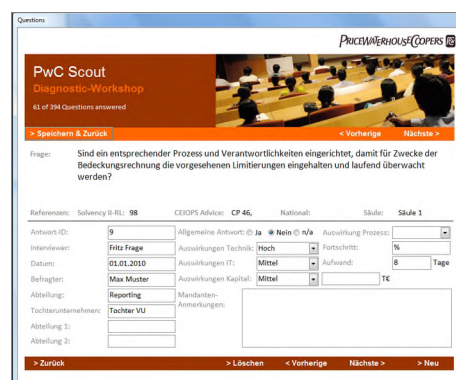 Questions
PRICEWATERHOUSECOOPERS
PwC Scout
Diagnostic-Workshop
61 of 394 Questions answered
> Speichern & Zurück < Vorherige Nächste >
Frage: Sind ein entsprechender Prozess und Verantwortlichkeiten eingerichtet, damit für Zwecke der
Bedeckungsrechnung die vorgesehenen Limitierungen eingehalten und laufend überwacht
werden?
Referenzen: Solvency II-RL: 98 CEIOPS Advice: CP 46, National: Säule: Säule 1
Antwort-ID: 9 Allgemeine Antwort: Ja Nein n/a Auswirkung Prozess:
Interviewer: Fritz Frage Auswirkungen Technik: Hoch Fortschritt: %
Datum: 01.01.2010 Auswirkungen IT: Mittel Aufwand: 8 Tage
Befragter: Max Muster Auswirkungen Kapital: Mittel T€
Abteilung: Reporting Mandanten-
Anmerkungen:
Tochterunternehmen: Tochter VU
Abteilung 1:
Abteilung 2:
> Zurück > Löschen < Vorherige Nächste > > Neu